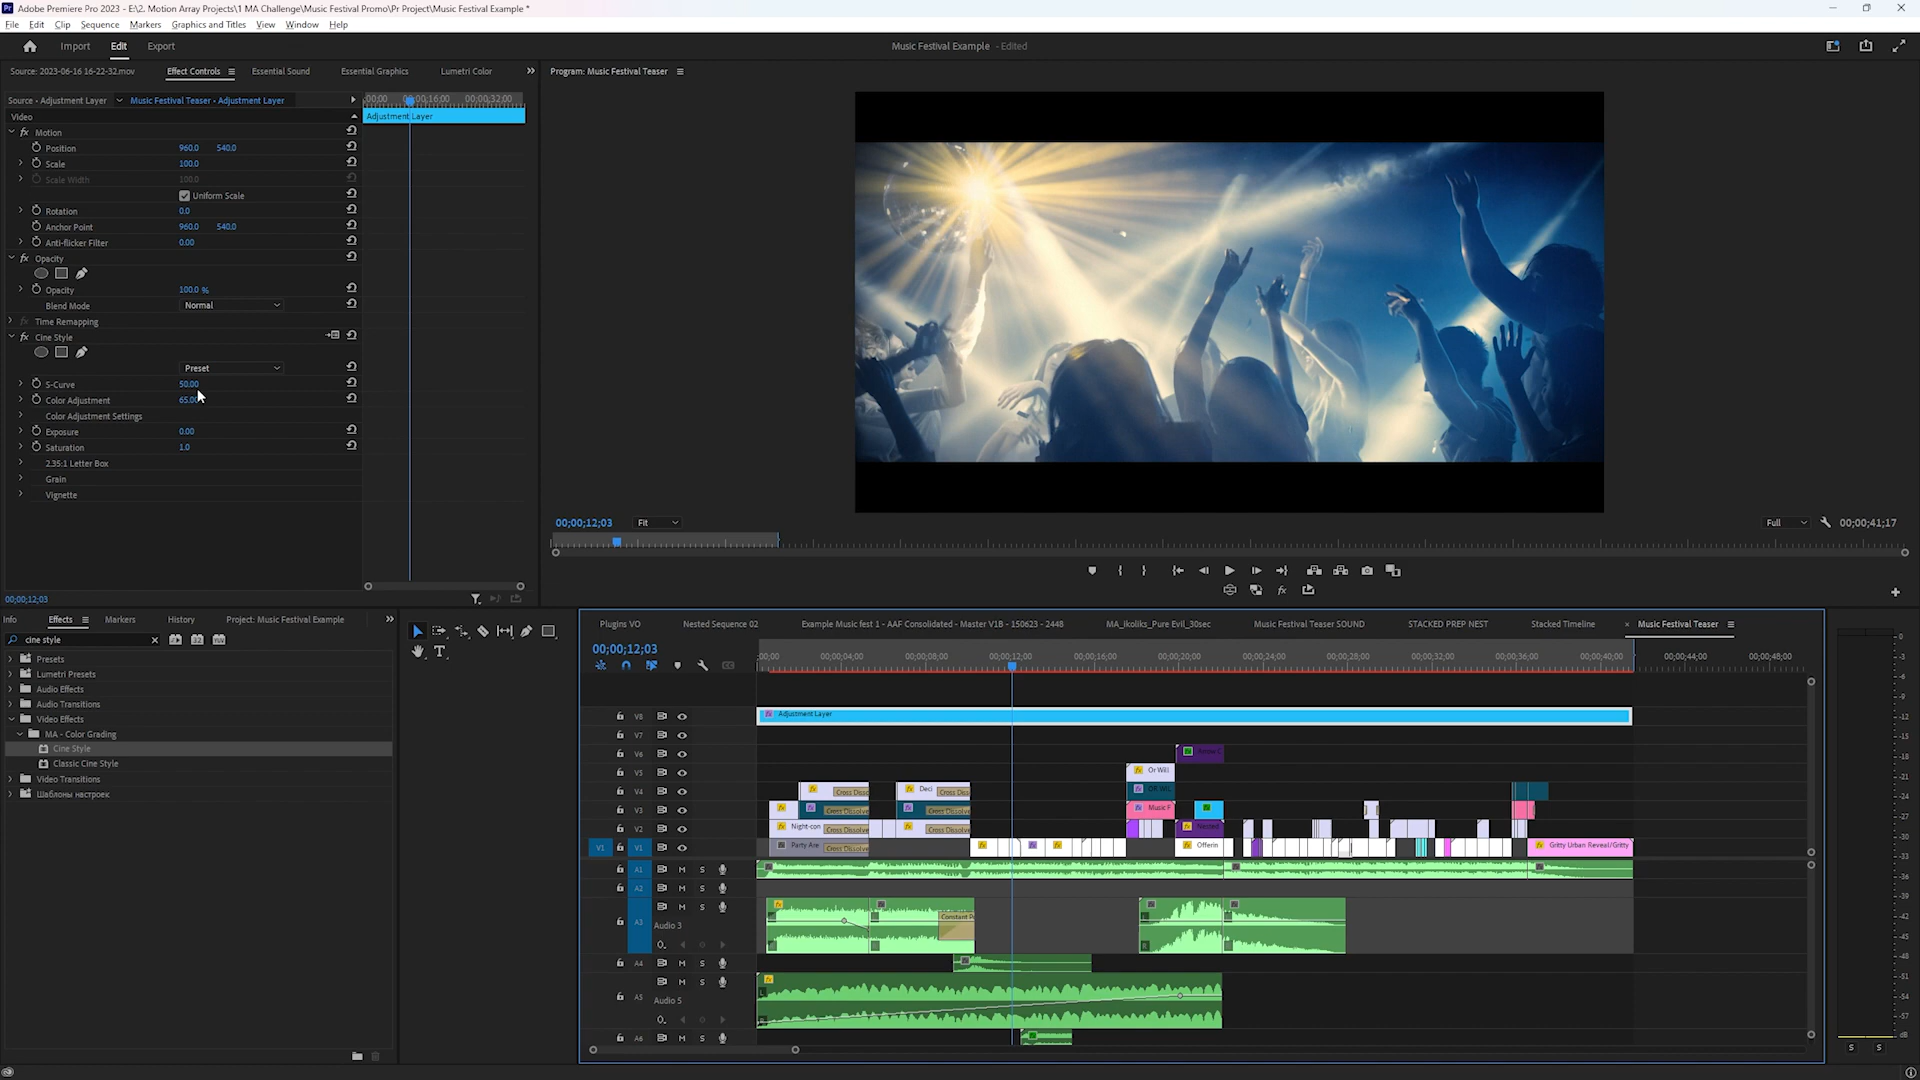 Adobe Premiere Pro 2023 - E:\2. Motion Array Projects\1 MA Challenge\Music Festival Promo\Pr Project\Music Festival Example *
File Edit Clip Sequence Markers Graphics and Titles View Window Help
Import Edit Export
Music Festival Example - Edited
Source: 2023-06-16 16-22-32.mov Effect Controls Essential Sound Essential Graphics Lumetri Color
Program: Music Festival Teaser
Source - Adjustment Layer Music Festival Teaser - Adjustment Layer
Video
Adjustment Layer
fx Motion
Position 960.0 540.0
Scale 100.0
Scale Width 100.0
Uniform Scale
Rotation 0.0
Anchor Point 960.0 540.0
Anti-flicker Filter 0.00
fx Opacity
Opacity 100.0 %
Blend Mode Normal
fx Time Remapping
fx Cine Style
Preset
S-Curve 50.00
Color Adjustment 65.00
Color Adjustment Settings
Exposure 0.00
Saturation 1.0
2.35:1 Letter Box
Grain
Vignette
00;00;12;03
00;00;12;03 Fit Full 00;00;41;17
Info Effects Markers History Project: Music Festival Example
cine style
Presets
Lumetri Presets
Audio Effects
Audio Transitions
Video Effects
MA - Color Grading
Cine Style
Classic Cine Style
Video Transitions
Шаблоны настроек
Plugins VO Nested Sequence 02 Example Music fest 1 - AAF Consolidated - Master V1B - 150623 - 2448 MA_ikoliks_Pure Evil_30sec Music Festival Teaser SOUND STACKED PREP NEST Stacked Timeline Music Festival Teaser
00;00;12;03
00;00;04;00 00;00;08;00 00;00;12;00 00;00;16;00 00;00;20;00 00;00;24;00 00;00;28;00 00;00;32;00 00;00;36;00 00;00;40;00 00;00;44;00 00;00;48;00
V8 Adjustment Layer
V7
V6
V5 Or Will
V4 Cross Diss Deci Cross Diss
V3 Cross Dissolve Cross Dissolve Music F
V2 Night-con Cross Dissolve Cross Dissolve Nested
V1 V1 Party Are Cross Dissolve Offerin Gritty Urban Reveal/Gritty
A1 M S
A2 M S
A3 M S
Audio 3
Constant P
A4 M S
A5 M S
Audio 5
A6 M S
S S